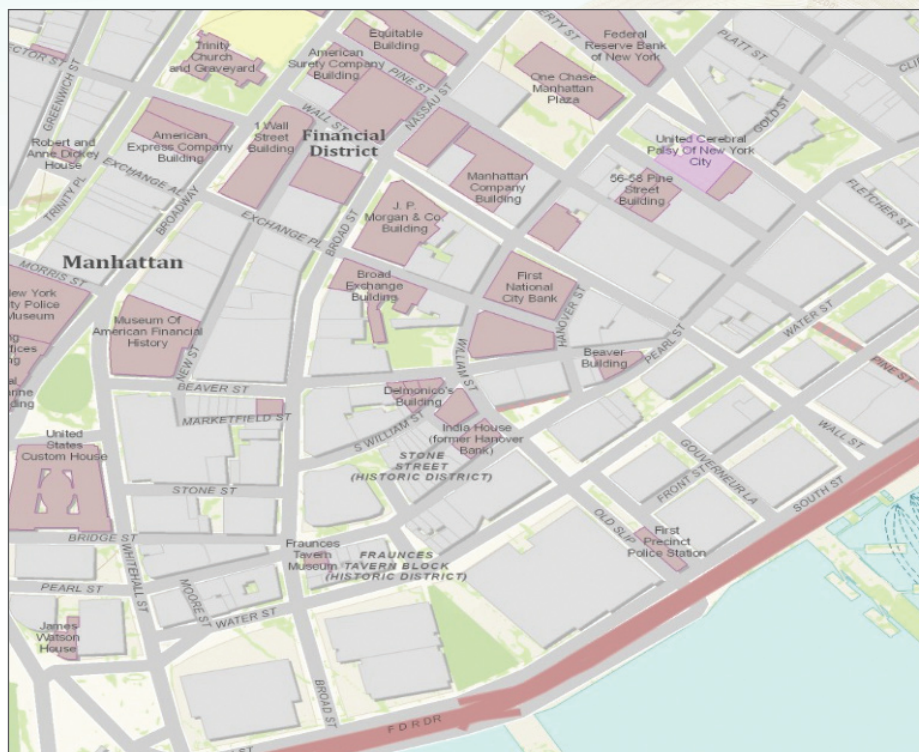 Equitable
Building
Federal
Reserve Bank
of New York
PLATT ST
Trinity
Church
and Graveyard
American
Surety Company
Building
PINE ST
NASSAU ST
One Chase
Manhattan
Plaza
GOLD ST
GREENWICH ST
WALL ST
Robert and
Anne Dickey
House
American
Express Company
Building
1 Wall
Street
Building
Financial
District
United Cerebral
Palsy Of New York
City
EXCHANGE AL
BROADWAY
TRINITY PL
Manhattan
Company
Building
56-58 Pine
Street
Building
FLETCHER ST
EXCHANGE PL
BROAD ST
J. P.
Morgan & Co.
Building
Manhattan
MORRIS ST
Broad
Exchange
Building
First
National
City Bank
HANOVER ST
PEARL ST
WATER ST
Museum Of
American Financial
History
NEW ST
WILLIAM ST
Beaver
Building
PINE ST
BEAVER ST
Delmonico's
Building
MARKETFIELD ST
S WILLIAM ST
India House
(former Hanover
Bank)
WALL ST
United
States
Custom House
STONE
STREET
(HISTORIC DISTRICT)
GOUVERNEUR LA
FRONT ST
SOUTH ST
STONE ST
OLD SLIP
First
Precinct
Police Station
BRIDGE ST
WHITEHALL ST
Fraunces
Tavern
Museum
FRAUNCES
TAVERN BLOCK
(HISTORIC DISTRICT)
PEARL ST
MOORE ST
WATER ST
James
Watson
House
BROAD ST
F D R DR